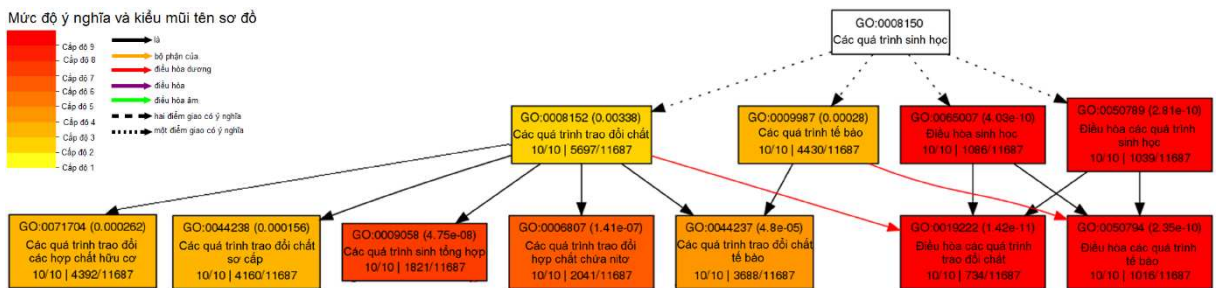 Mức độ ý nghĩa và kiểu mũi tên sơ đồ
Cấp độ 9
Cấp độ 8
Cấp độ 7
Cấp độ 6
Cấp độ 5
Cấp độ 4
Cấp độ 3
Cấp độ 2
Cấp độ 1
là
bộ phận của
điều hòa dương
điều hòa
điều hòa âm
hai điểm giao có ý nghĩa
một điểm giao có ý nghĩa
GO:0008150
Các quá trình sinh học
GO:0008152 (0.00338)
Các quá trình trao đổi chất
10/10 | 5697/11687
GO:0009987 (0.00028)
Các quá trình tế bào
10/10 | 4430/11687
GO:0065007 (4.03e-10)
Điều hòa sinh học
10/10 | 1086/11687
GO:0050789 (2.81e-10)
Điều hòa các quá trình
sinh học
10/10 | 1039/11687
GO:0071704 (0.000262)
Các quá trình trao đổi
các hợp chất hữu cơ
10/10 | 4392/11687
GO:0044238 (0.000156)
Các quá trình trao đổi chất
sơ cấp
10/10 | 4160/11687
GO:0009058 (4.75e-08)
Các quá trình sinh tổng hợp
10/10 | 1821/11687
GO:0006807 (1.41e-07)
Các quá trình trao đổi
hợp chất chứa nitơ
10/10 | 2041/11687
GO:0044237 (4.8e-05)
Các quá trình trao đổi chất
tế bào
10/10 | 3688/11687
GO:0019222 (1.42e-11)
Điều hòa các quá trình
trao đổi chất
10/10 | 734/11687
GO:0050794 (2.35e-10)
Điều hòa các quá trình
tế bào
10/10 | 1016/11687